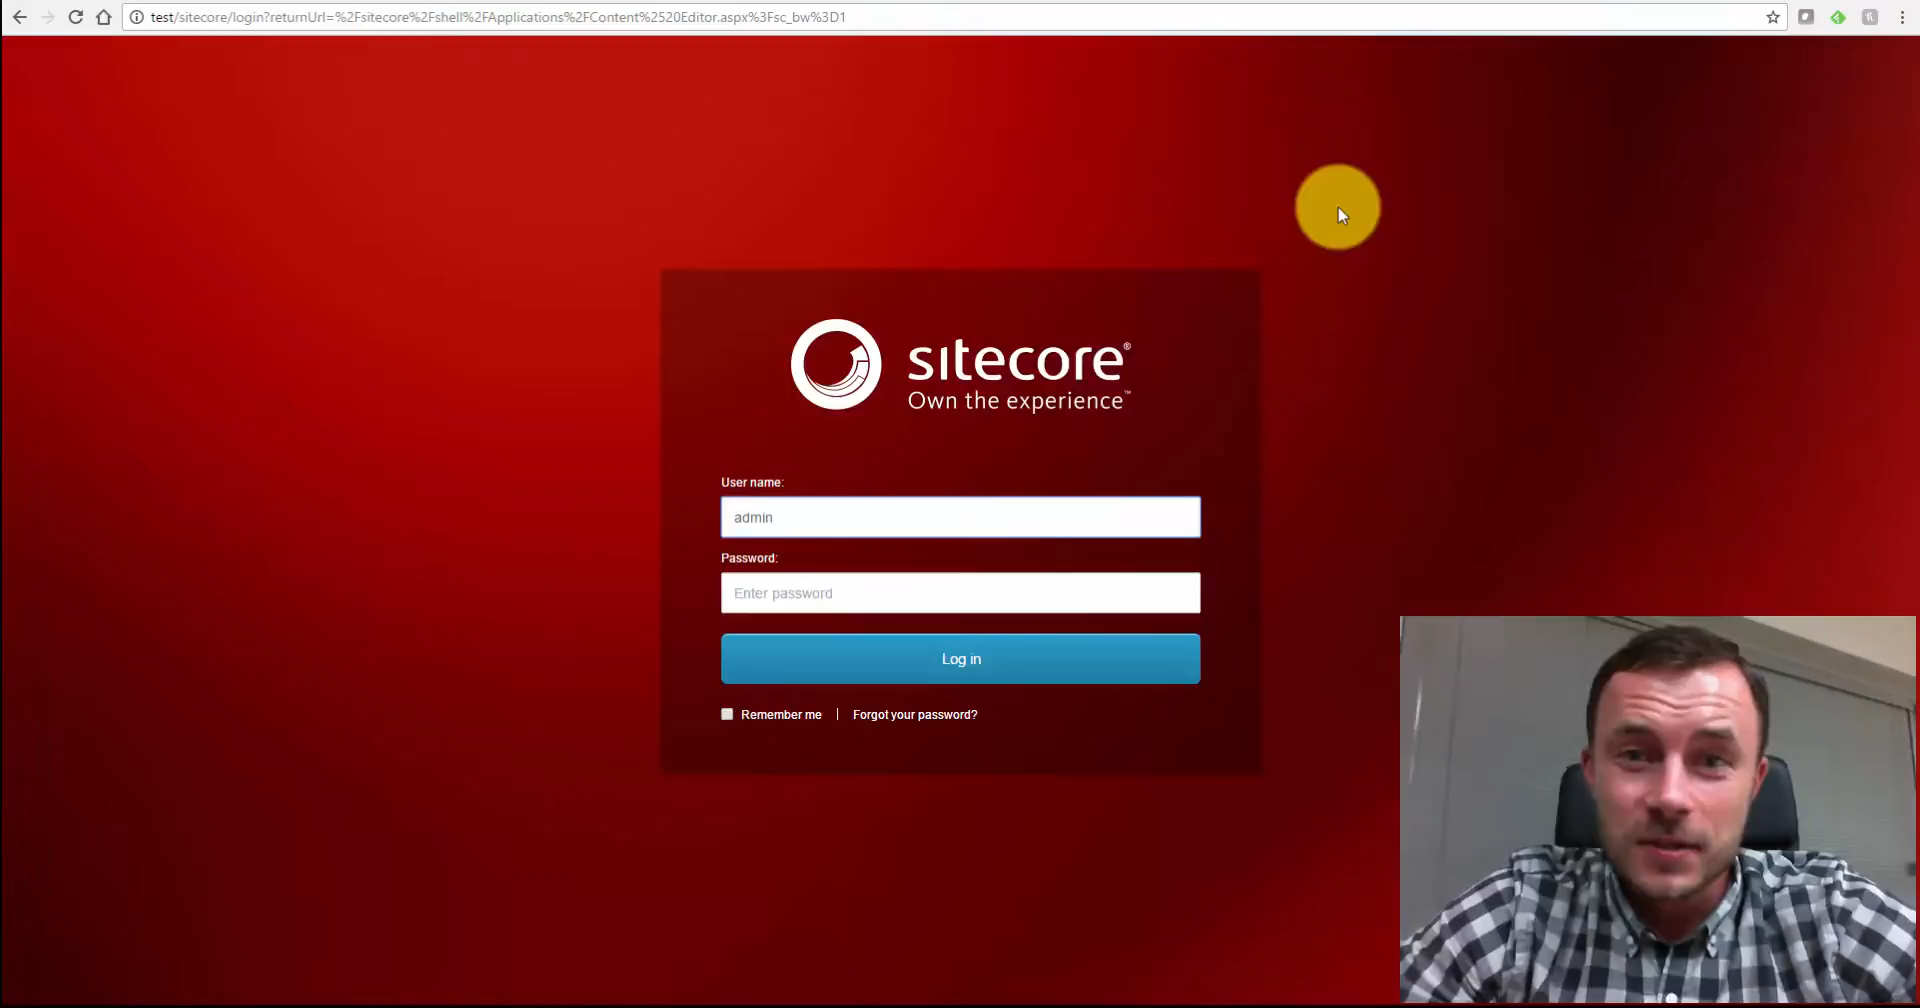 test/sitecore/login?returnUrl=%2Fsitecore%2Fshell%2FApplications%2FContent%2520Editor.aspx%3Fsc_bw%3D1
sitecore®
Own the experience™
User name:
admin
Password:
Enter password
Log in
Remember me | Forgot your password?